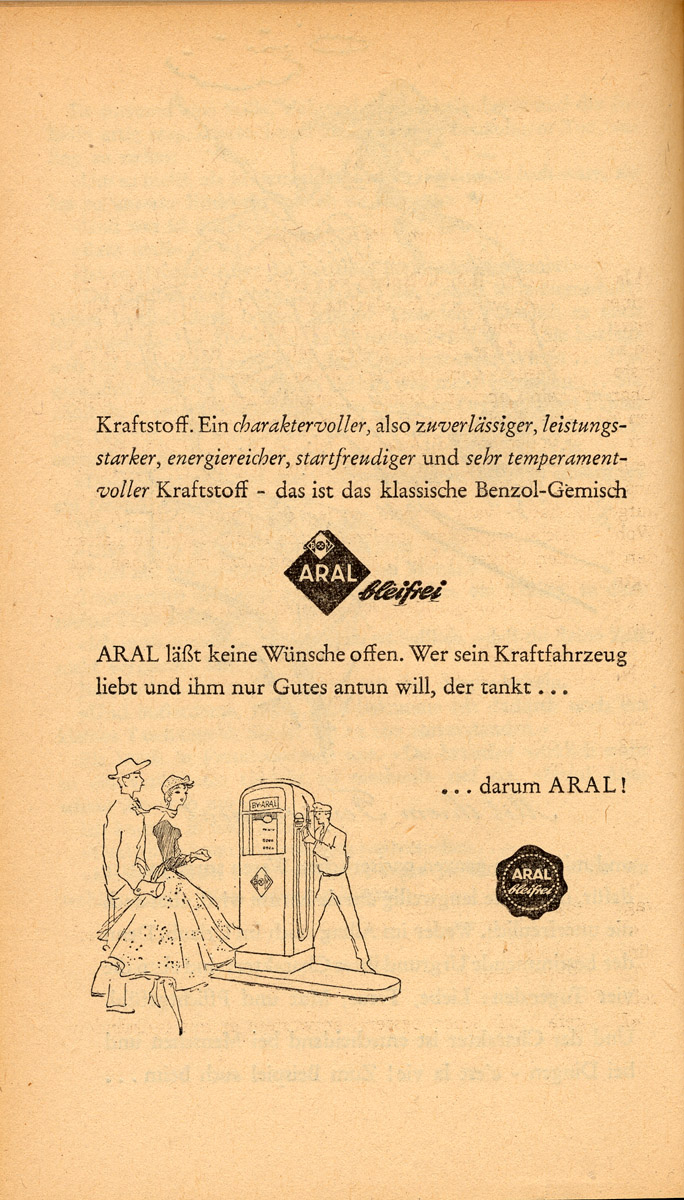 Kraftstoff. Ein charaktervoller, also zuverlässiger, leistungs-
starker, energiereicher, startfreudiger und sehr temperament-
voller Kraftstoff - das ist das klassische Benzol-Gemisch
ARAL bleifrei
ARAL läßt keine Wünsche offen. Wer sein Kraftfahrzeug
liebt und ihm nur Gutes antun will, der tankt ...
... darum ARAL!
BV-ARAL
ARAL
bleifrei